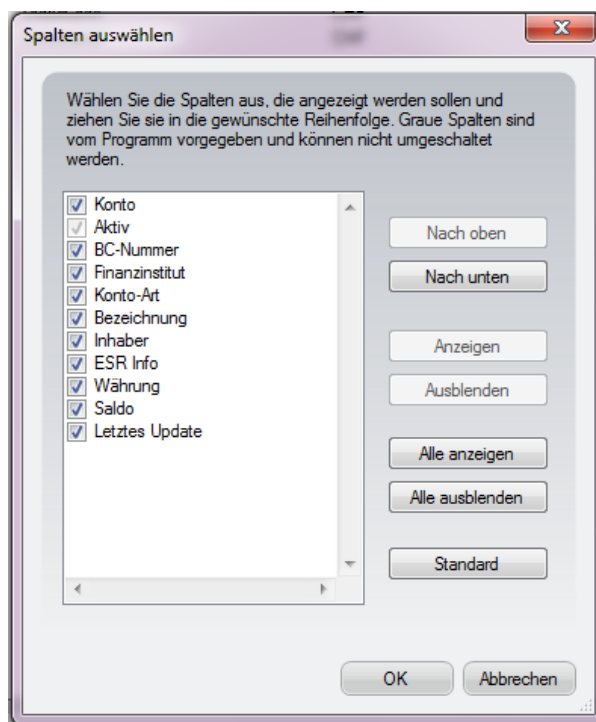 Spalten auswählen
Wählen Sie die Spalten aus, die angezeigt werden sollen und
ziehen Sie sie in die gewünschte Reihenfolge. Graue Spalten sind
vom Programm vorgegeben und können nicht umgeschaltet
werden.
Konto
Aktiv
BC-Nummer
Finanzinstitut
Konto-Art
Bezeichnung
Inhaber
ESR Info
Währung
Saldo
Letztes Update
Nach oben
Nach unten
Anzeigen
Ausblenden
Alle anzeigen
Alle ausblenden
Standard
OK
Abbrechen